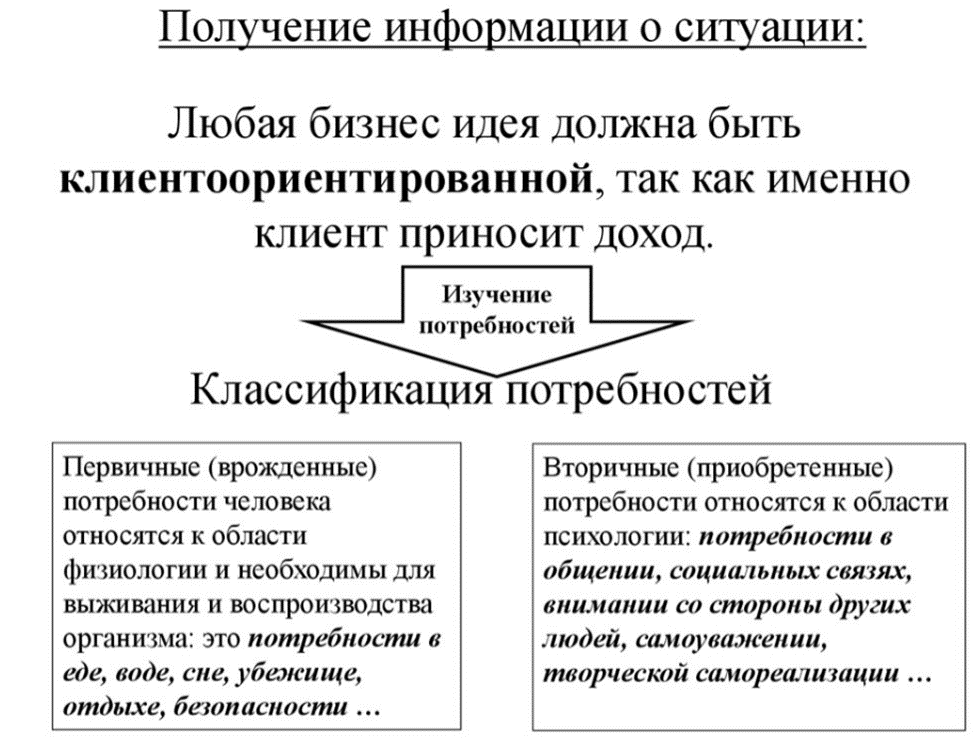 Получение информации о ситуации:
Любая бизнес идея должна быть
клиентоориентированной, так как именно
клиент приносит доход.
Изучение
потребностей
Классификация потребностей
Первичные (врожденные)
потребности человека
относятся к области
физиологии и необходимы для
выживания и воспроизводства
организма: это потребности в
еде, воде, сне, убежище,
отдыхе, безопасности …
Вторичные (приобретенные)
потребности относятся к области
психологии: потребности в
общении, социальных связях,
внимании со стороны других
людей, самоуважении,
творческой самореализации …